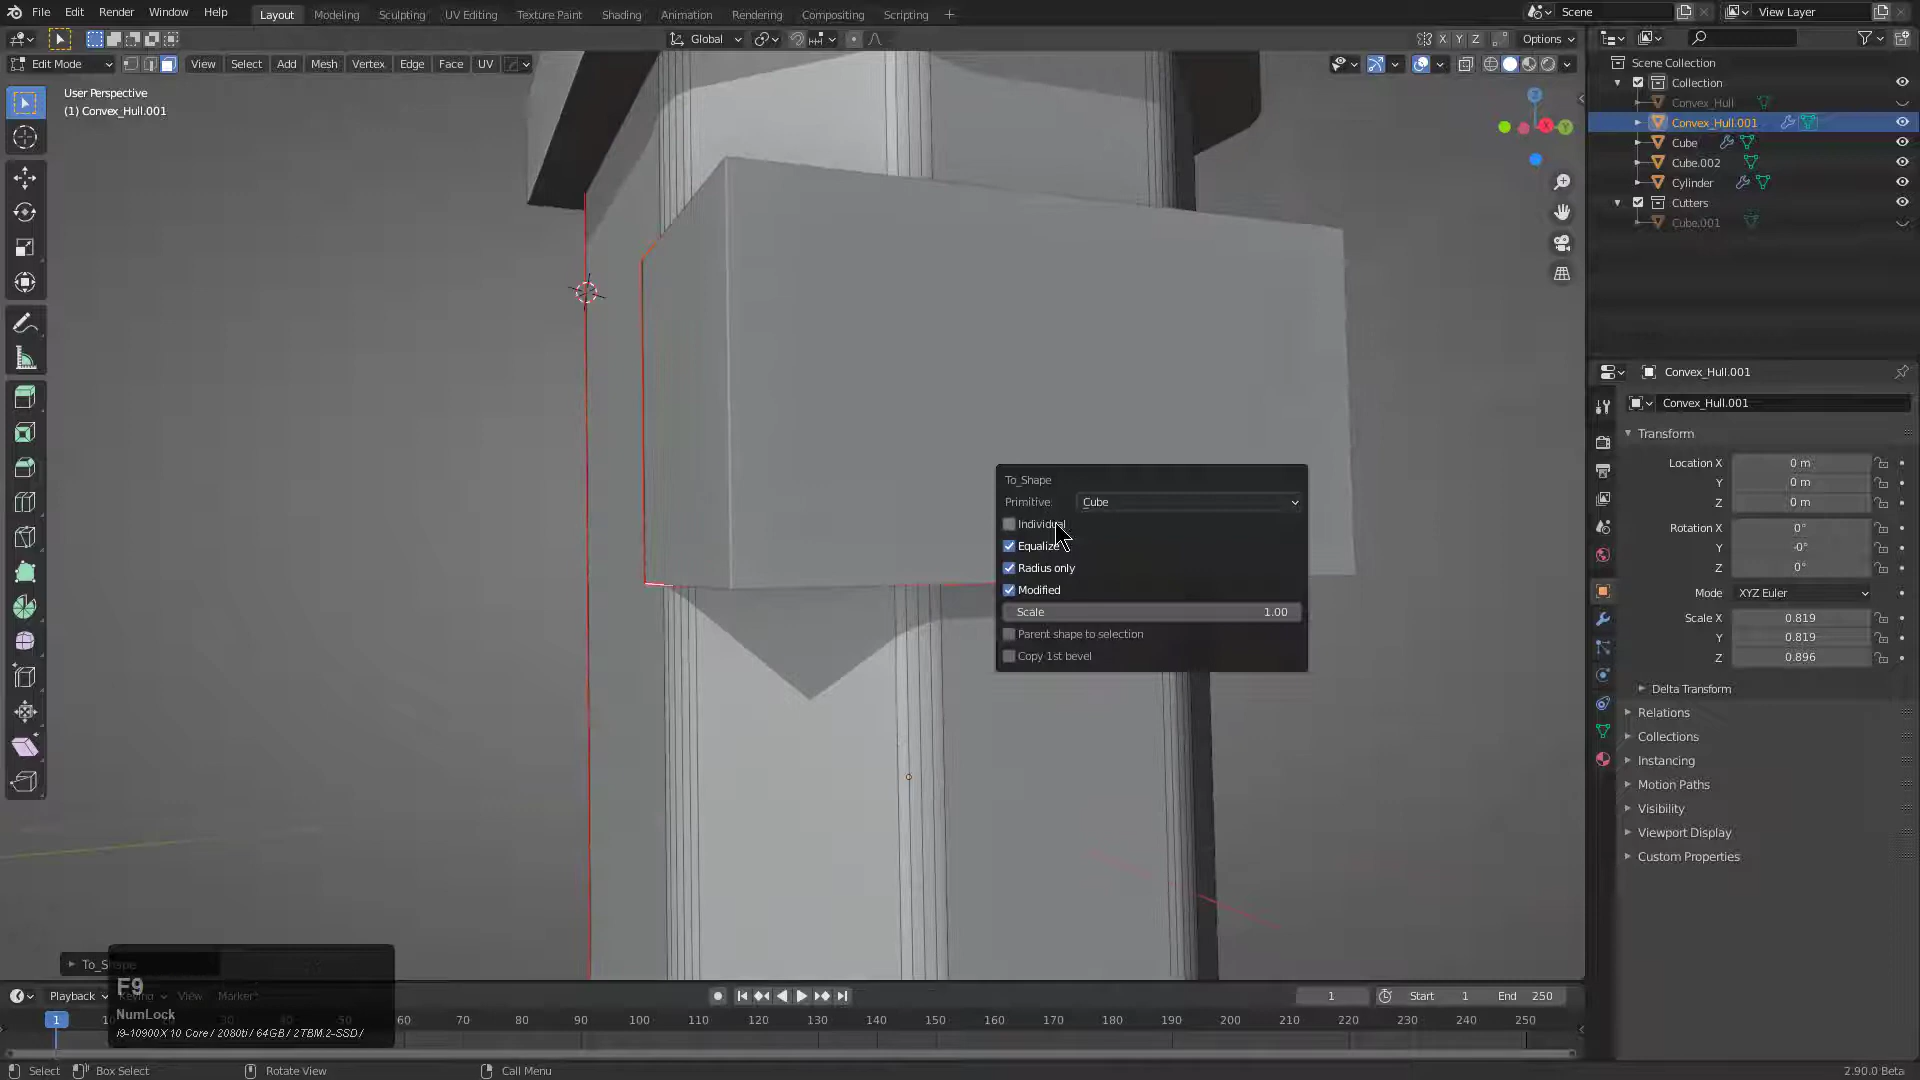 File Edit Render Window Help Layout Modeling Sculpting UV Editing Texture Paint Shading Animation Rendering Compositing Scripting Scene View Layer
Global X Y Z Options
Edit Mode View Select Add Mesh Vertex Edge Face UV
User Perspective
(1) Convex_Hull.001
Z
X
Y
Scene Collection
Collection
Convex_Hull
Convex_Hull.001
Cube
Cube.002
Cylinder
Cutters
Cube.001
Convex_Hull.001
Convex_Hull.001
Transform
Location X 0 m
Y 0 m
Z 0 m
Rotation X 0°
Y -0°
Z 0°
Mode XYZ Euler
Scale X 0.819
Y 0.819
Z 0.896
Delta Transform
Relations
Collections
Instancing
Motion Paths
Visibility
Viewport Display
Custom Properties
To_Shape
Primitive: Cube
Individual
Equalize
Radius only
Modified
Scale 1.00
Parent shape to selection
Copy 1st bevel
F9
NumLock
i9-10900X 10 Core / 2080ti / 64GB / 2TBM.2-SSD /
Playback View Marker 1 Start 1 End 250
1 60 70 80 90 100 110 120 130 140 150 160 170 180 190 200 210 220 230 240 250
Select Box Select Rotate View Call Menu 2.90.0 Beta